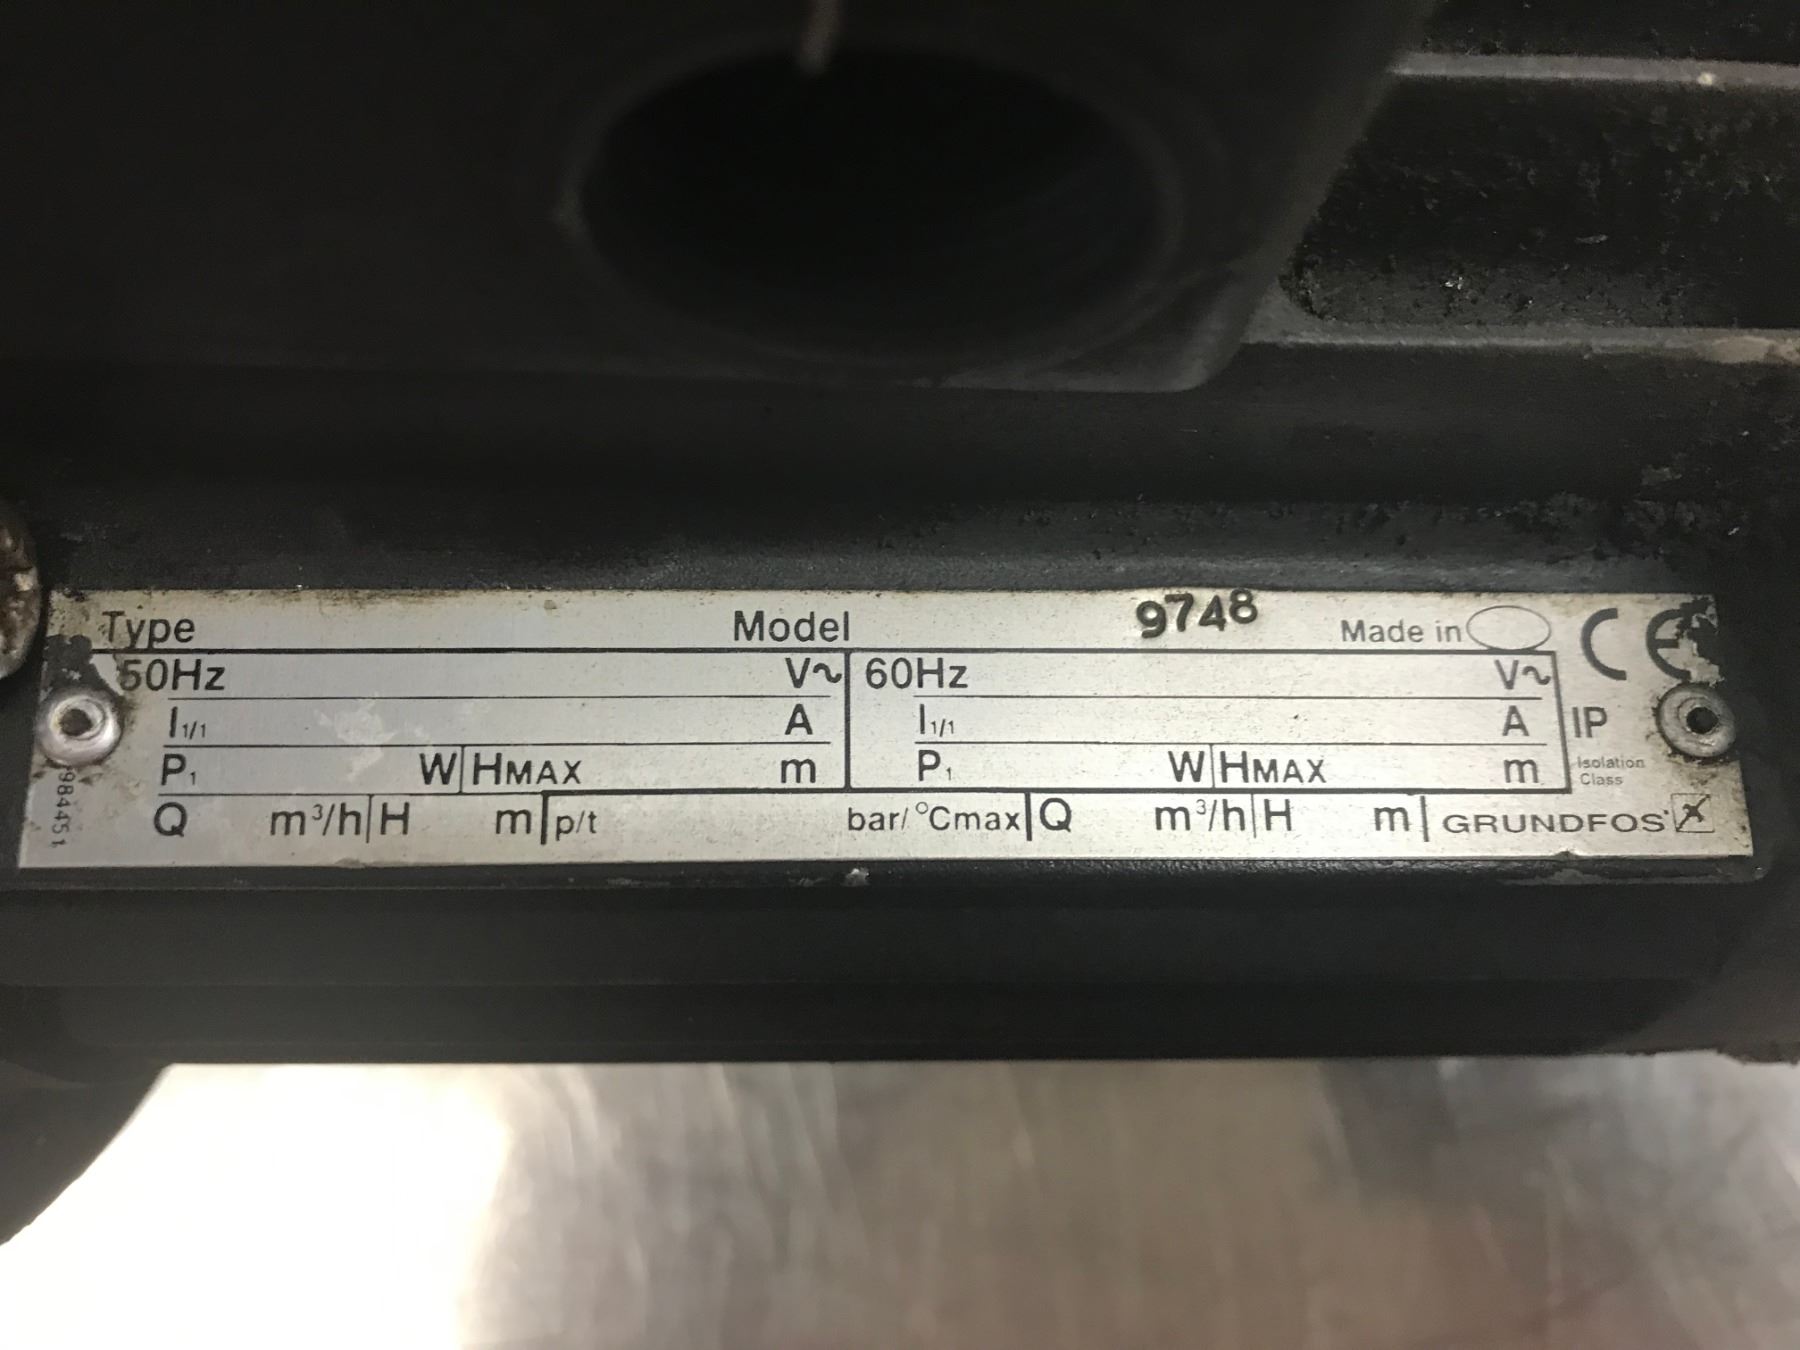 Type Model 9748 Made in CE
50Hz V~ 60Hz V~
I1/1 A I1/1 A IP
P1 W HMAX m P1 W HMAX m Isolation Class
Q m³/h H m p/t bar/°Cmax Q m³/h H m GRUNDFOS